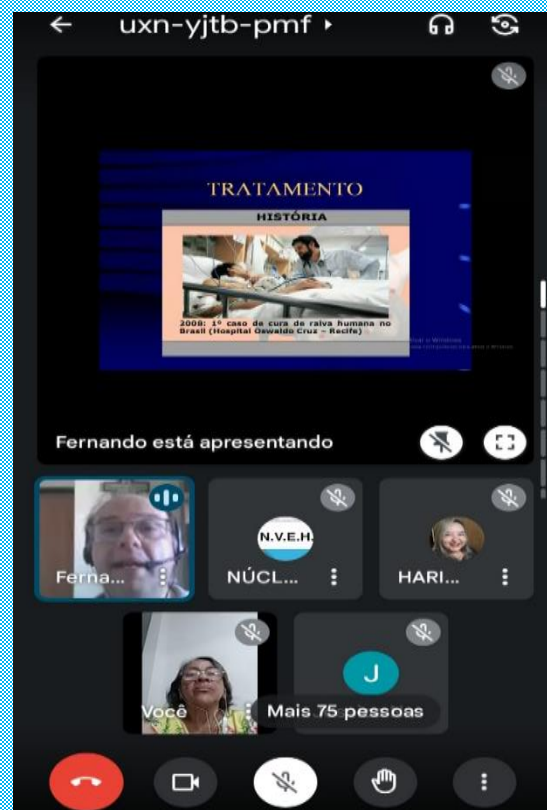 uxn-yjtb-pmf
TRATAMENTO
HISTÓRIA
2008: 1º caso de cura de raiva humana no
Brasil (Hospital Oswaldo Cruz – Recife)
Fernando está apresentando
Ferna...
N.V.E.H.
NÚCL...
HARI...
Você
J
Mais 75 pessoas